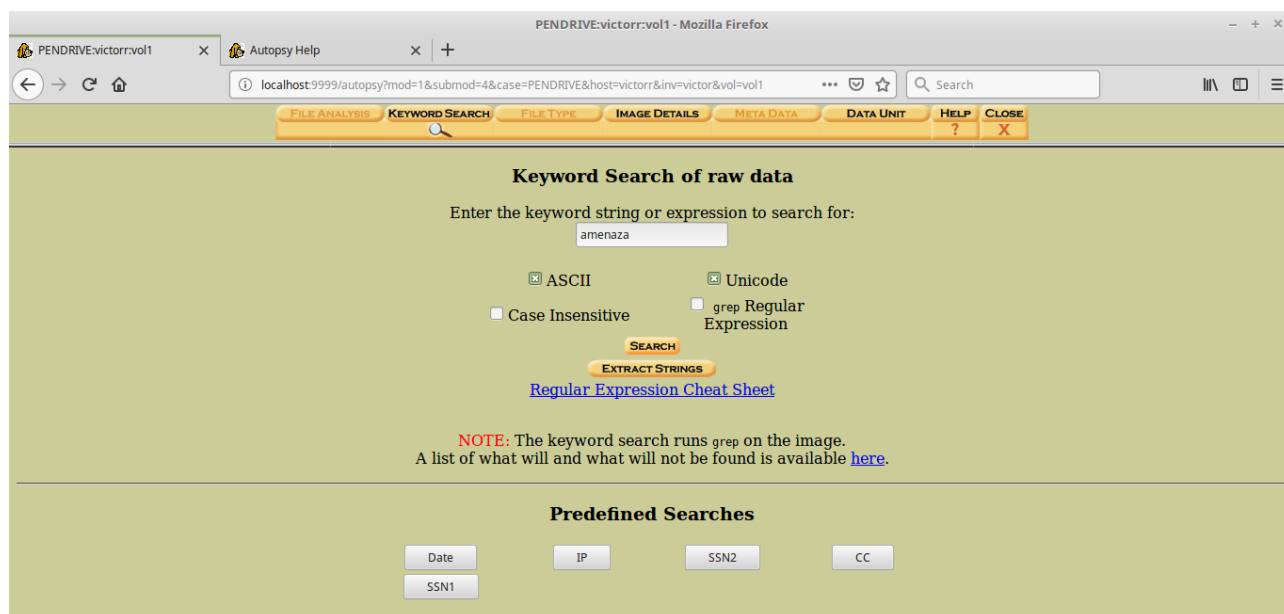 PENDRIVE:victorr:vol1 - Mozilla Firefox
PENDRIVE:victorr:vol1 Autopsy Help
localhost:9999/autopsy?mod=1&submod=4&case=PENDRIVE&host=victorr&inv=victor&vol=vol1 Search
FILE ANALYSIS KEYWORD SEARCH FILE TYPE IMAGE DETAILS META DATA DATA UNIT HELP CLOSE
? X
Keyword Search of raw data
Enter the keyword string or expression to search for:
amenaza
ASCII Unicode
Case Insensitive grep Regular
Expression
SEARCH
EXTRACT STRINGS
Regular Expression Cheat Sheet
NOTE: The keyword search runs grep on the image.
A list of what will and what will not be found is available here.
Predefined Searches
Date IP SSN2 CC
SSN1